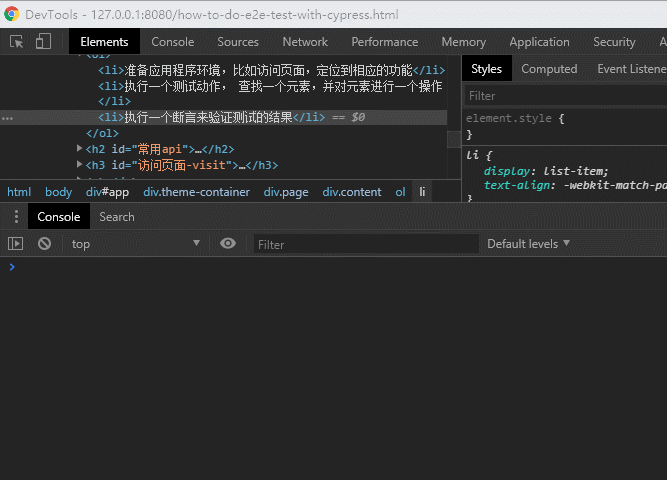 DevTools - 127.0.0.1:8080/how-to-do-e2e-test-with-cypress.html
Elements Console Sources Network Performance Memory Application Security
<li>准备应用程序环境，比如访问页面，定位到相应的功能</li>
<li>执行一个测试动作， 查找一个元素，并对元素进行一个操作
</li>
… <li>执行一个断言来验证测试的结果</li> == $0
</ol>
▶<h2 id="常用api">…</h2>
▶<h3 id="访问页面-visit">…</h3>
html body div#app div.theme-container div.page div.content ol li
Styles Computed Event Listene
Filter
element.style {
}
li {
display: list-item;
text-align: -webkit-match-pa
}
Console Search
top ▼ Filter Default levels ▼
>